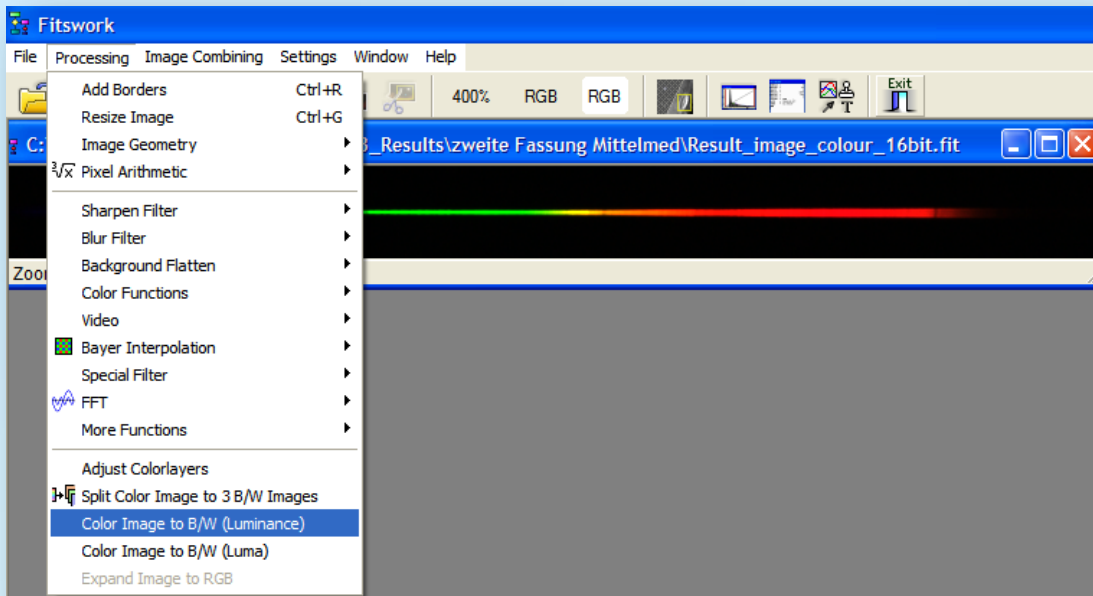 Fitswork
File Processing Image Combining Settings Window Help
400% RGB RGB Exit
C: _Results\zweite Fassung Mittelmed\Result_image_colour_16bit.fit
Add Borders Ctrl+R
Resize Image Ctrl+G
Image Geometry
³√x Pixel Arithmetic
Sharpen Filter
Blur Filter
Background Flatten
Zoo
Color Functions
Video
Bayer Interpolation
Special Filter
FFT
More Functions
Adjust Colorlayers
Split Color Image to 3 B/W Images
Color Image to B/W (Luminance)
Color Image to B/W (Luma)
Expand Image to RGB